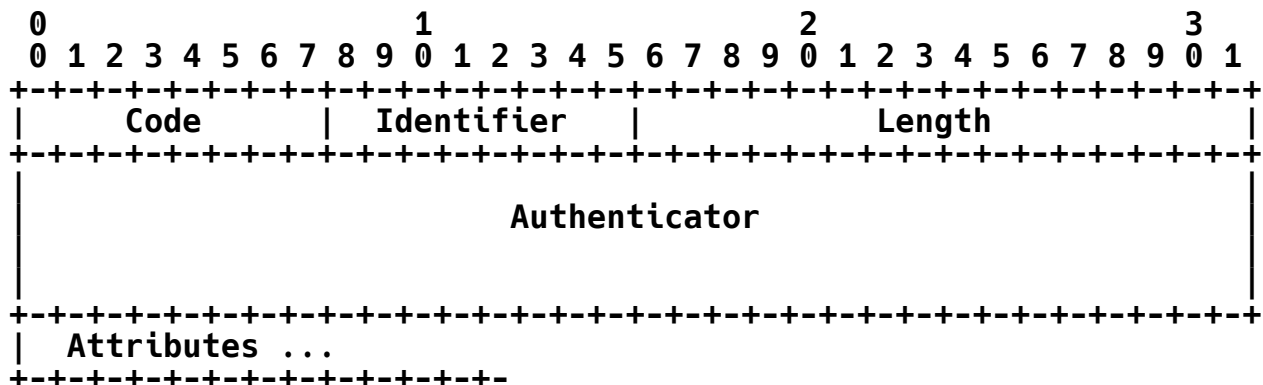 0                   1                   2                   3
 0 1 2 3 4 5 6 7 8 9 0 1 2 3 4 5 6 7 8 9 0 1 2 3 4 5 6 7 8 9 0 1
+-+-+-+-+-+-+-+-+-+-+-+-+-+-+-+-+-+-+-+-+-+-+-+-+-+-+-+-+-+-+-+-+
|     Code      |  Identifier   |            Length             |
+-+-+-+-+-+-+-+-+-+-+-+-+-+-+-+-+-+-+-+-+-+-+-+-+-+-+-+-+-+-+-+-+
|                                                               |
|                         Authenticator                         |
|                                                               |
|                                                               |
+-+-+-+-+-+-+-+-+-+-+-+-+-+-+-+-+-+-+-+-+-+-+-+-+-+-+-+-+-+-+-+-+
|  Attributes ...
+-+-+-+-+-+-+-+-+-+-+-+-+-